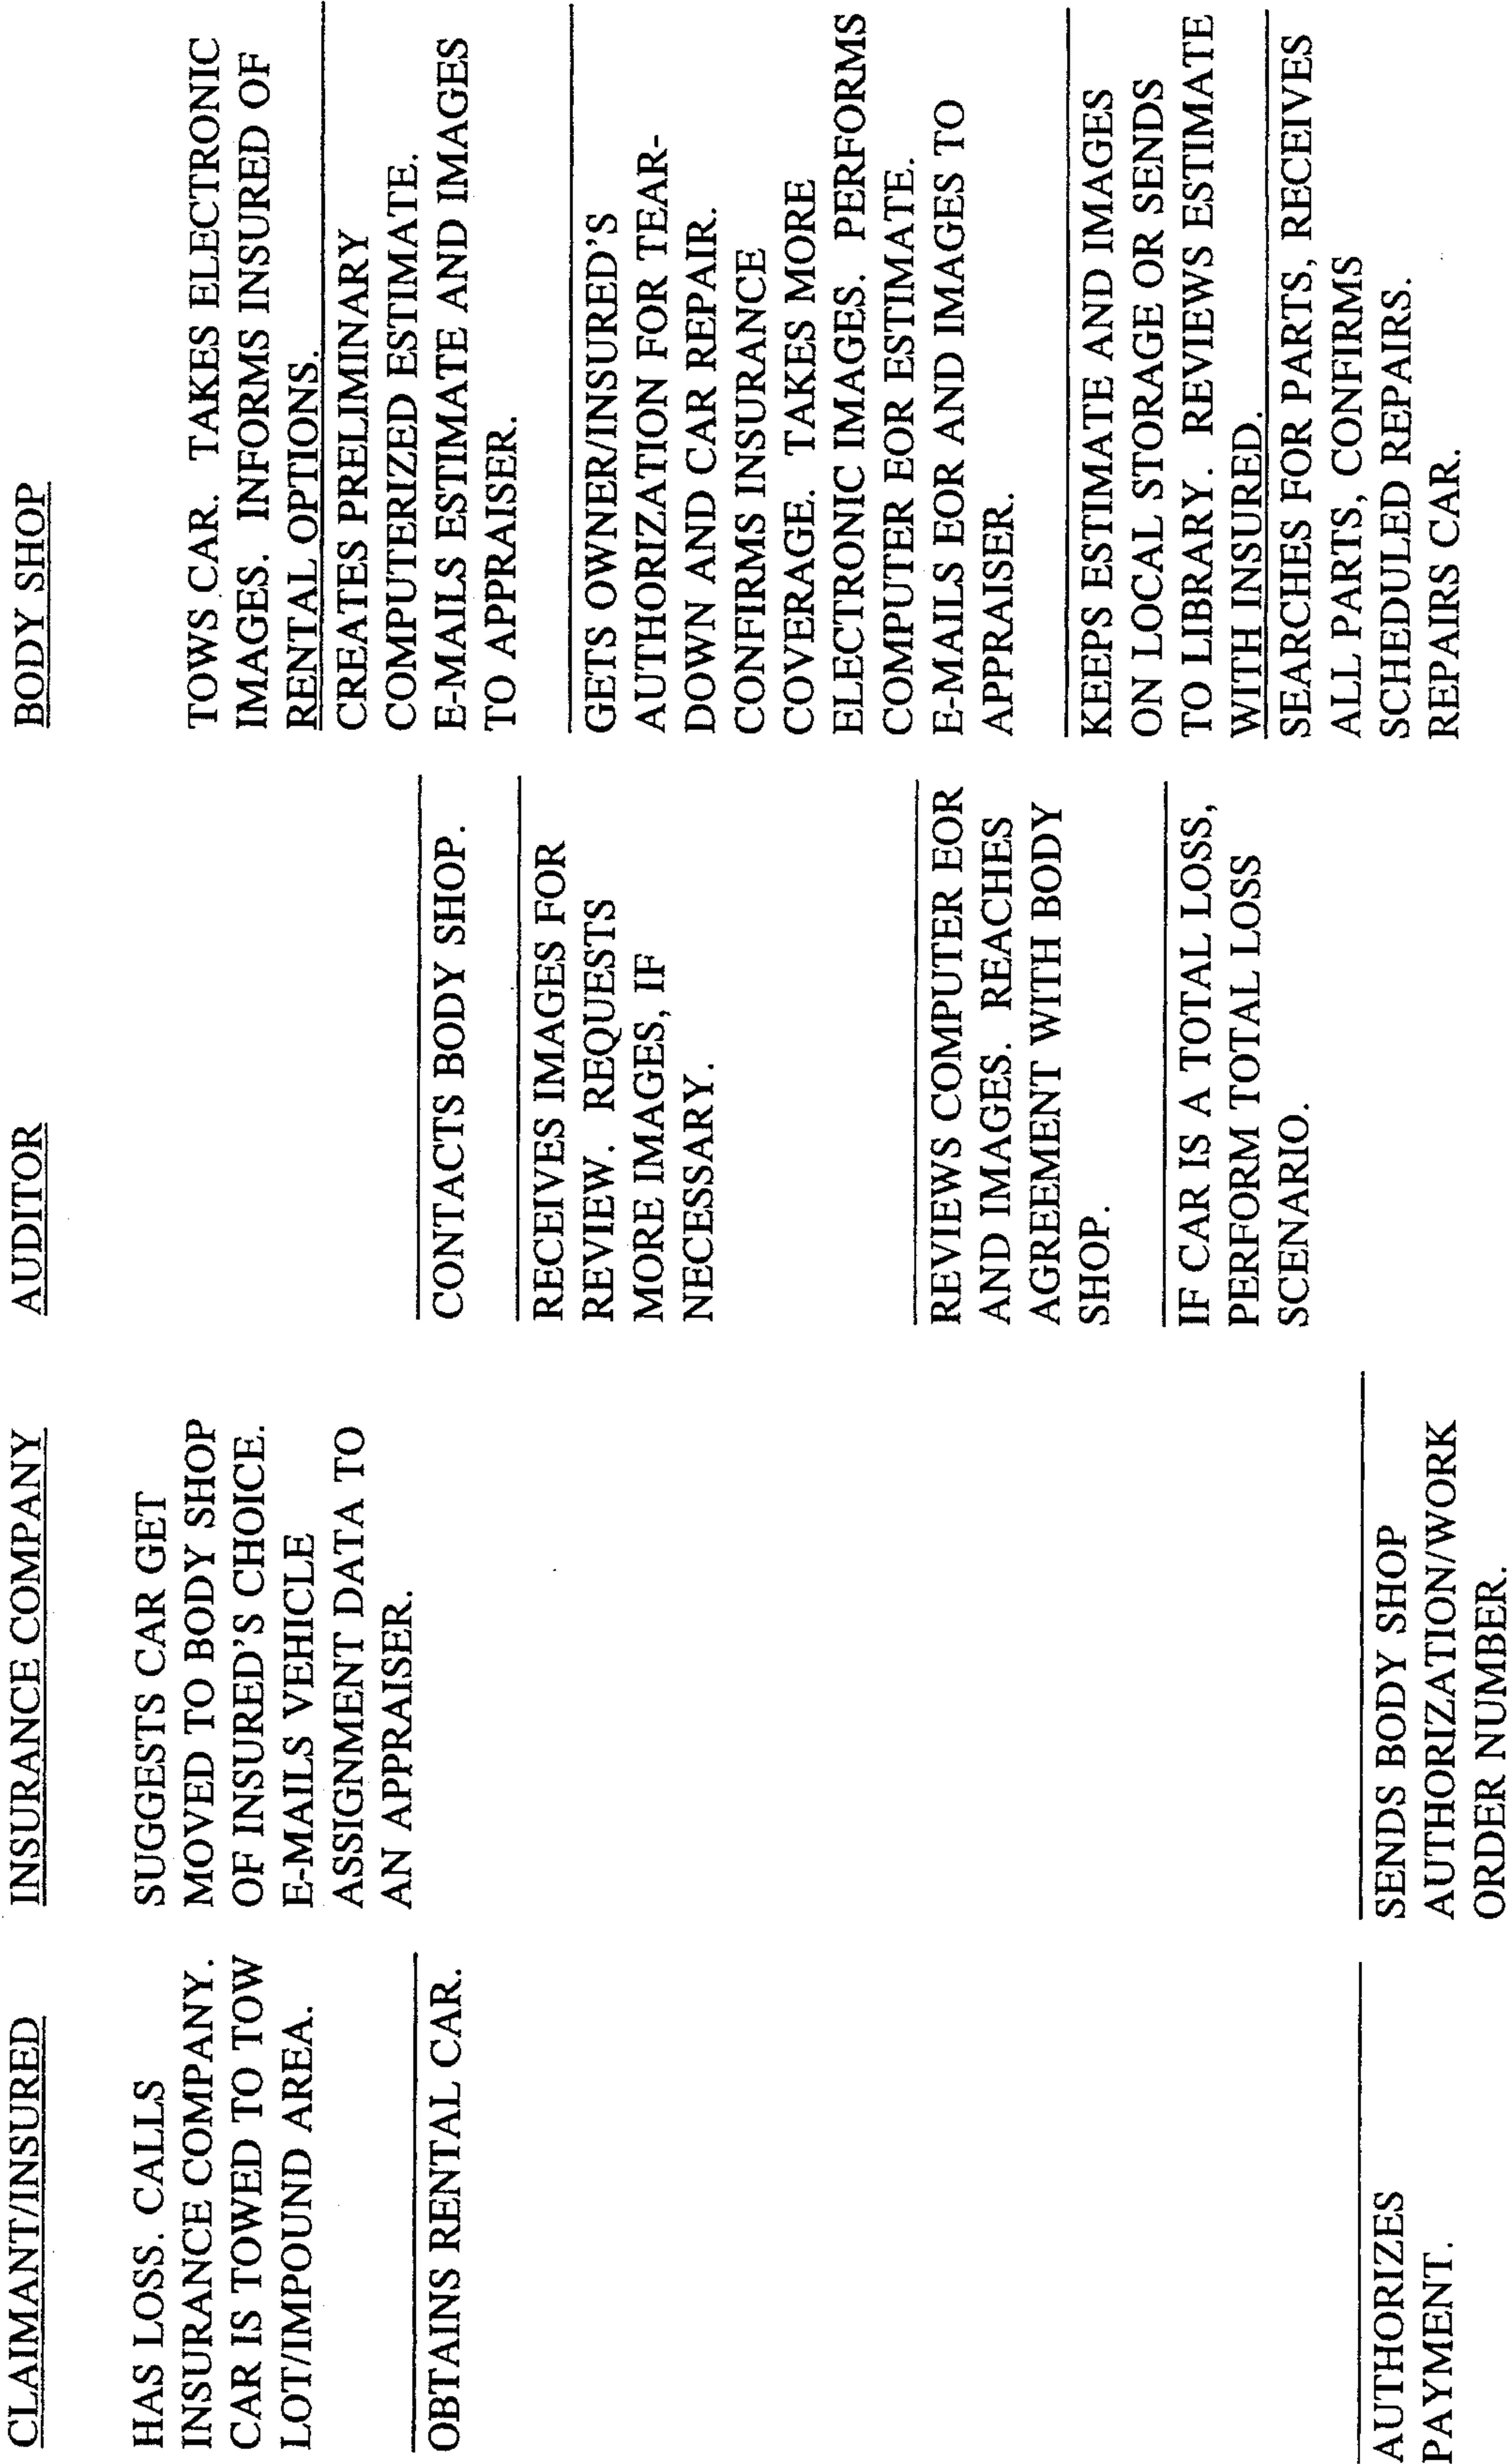 CLAIMANT/INSURED
HAS LOSS. CALLS
INSURANCE COMPANY.
CAR IS TOWED TO TOW
LOT/IMPOUND AREA.
OBTAINS RENTAL CAR.
AUTHORIZES
PAYMENT.
INSURANCE COMPANY
SUGGESTS CAR GET
MOVED TO BODY SHOP
OF INSURED'S CHOICE.
E-MAILS VEHICLE
ASSIGNMENT DATA TO
AN APPRAISER.
SENDS BODY SHOP
AUTHORIZATION/WORK
ORDER NUMBER.
AUDITOR
CONTACTS BODY SHOP.
RECEIVES IMAGES FOR
REVIEW. REQUESTS
MORE IMAGES, IF
NECESSARY.
REVIEWS COMPUTER EOR
AND IMAGES. REACHES
AGREEMENT WITH BODY
SHOP.
IF CAR IS A TOTAL LOSS,
PERFORM TOTAL LOSS
SCENARIO.
BODY SHOP
TOWS CAR. TAKES ELECTRONIC
IMAGES. INFORMS INSURED OF
RENTAL OPTIONS.
CREATES PRELIMINARY
COMPUTERIZED ESTIMATE.
E-MAILS ESTIMATE AND IMAGES
TO APPRAISER.
GETS OWNER/INSURED'S
AUTHORIZATION FOR TEAR-
DOWN AND CAR REPAIR.
CONFIRMS INSURANCE
COVERAGE. TAKES MORE
ELECTRONIC IMAGES. PERFORMS
COMPUTER EOR ESTIMATE.
E-MAILS EOR AND IMAGES TO
APPRAISER.
KEEPS ESTIMATE AND IMAGES
ON LOCAL STORAGE OR SENDS
TO LIBRARY. REVIEWS ESTIMATE
WITH INSURED.
SEARCHES FOR PARTS, RECEIVES
ALL PARTS, CONFIRMS
SCHEDULED REPAIRS.
REPAIRS CAR.